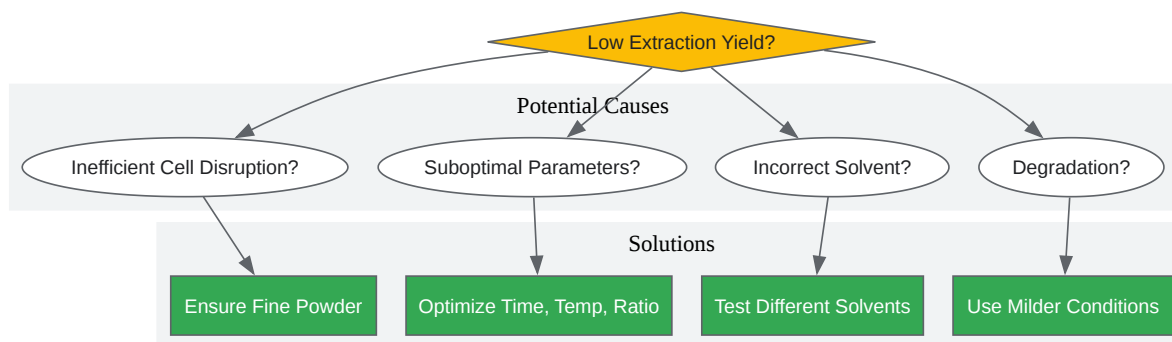 Low Extraction Yield?
Potential Causes
Inefficient Cell Disruption?
Suboptimal Parameters?
Incorrect Solvent?
Degradation?
Solutions
Ensure Fine Powder
Optimize Time, Temp, Ratio
Test Different Solvents
Use Milder Conditions